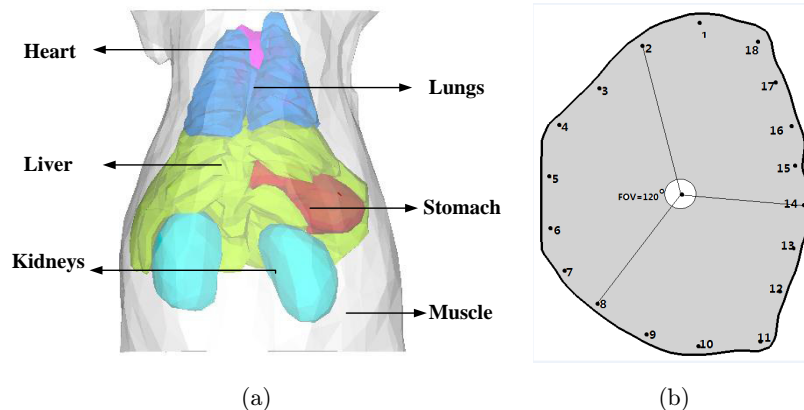 Heart
Lungs
Liver
Stomach
Kidneys
Muscle
(a)
1
2
3
4
5
6
7
8
9
10
11
12
13
14
15
16
17
18
FOV=120°
(b)